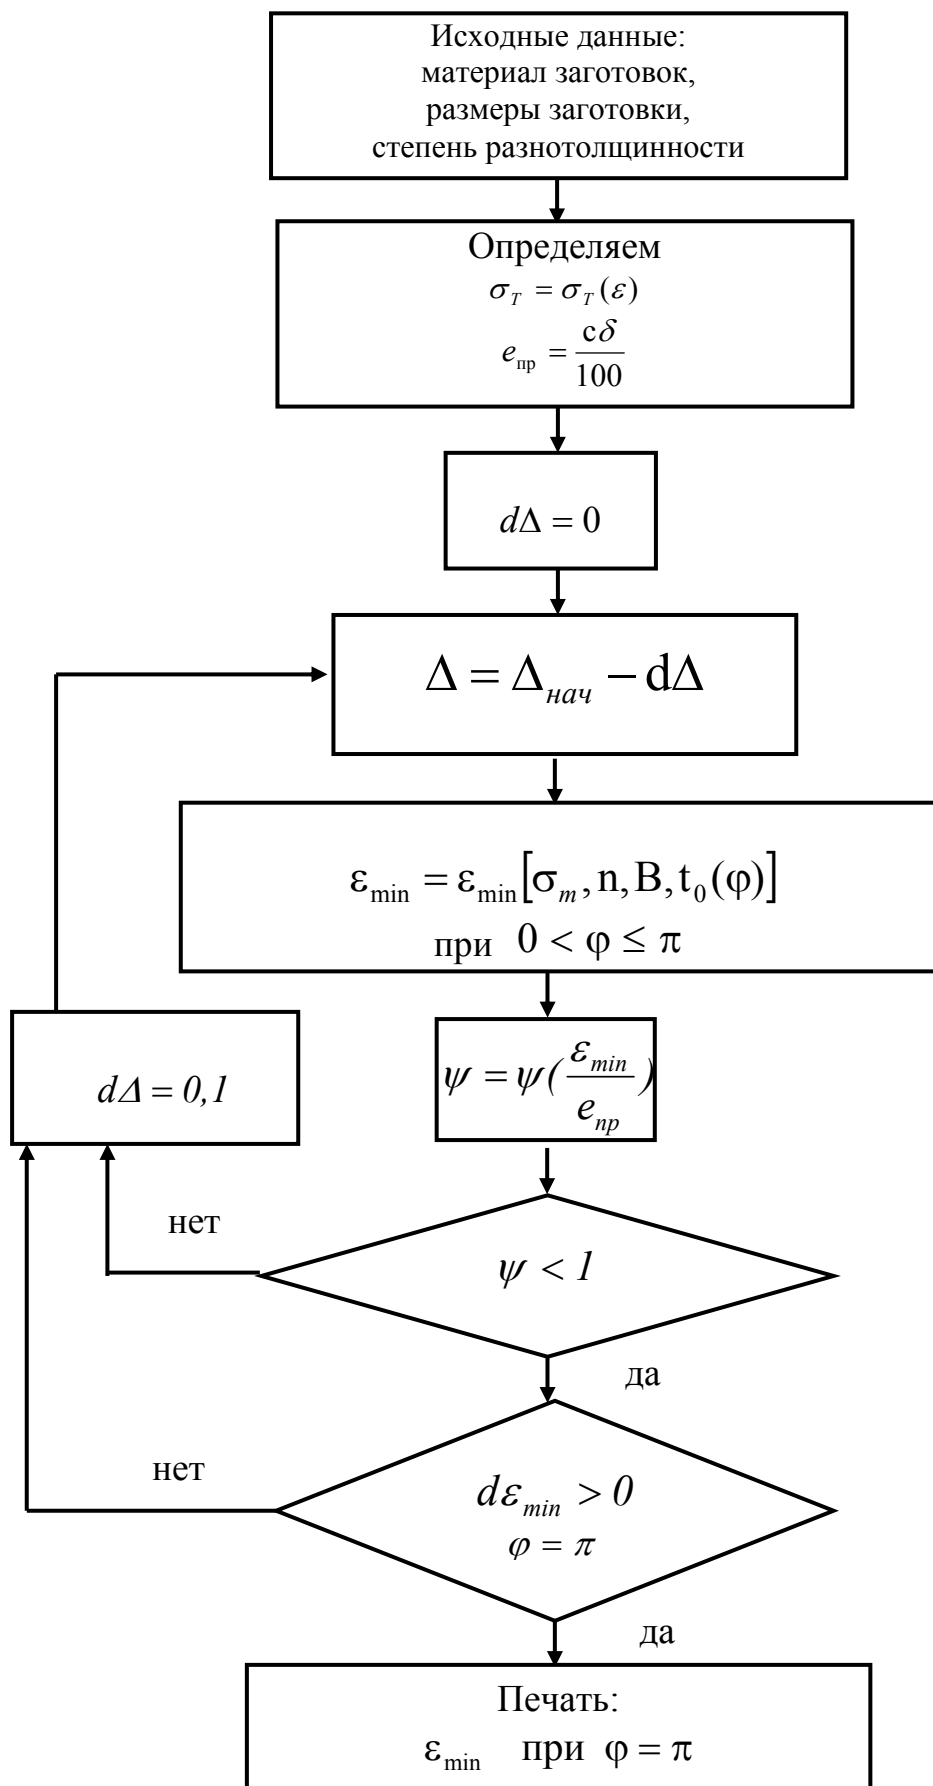 Исходные данные:
материал заготовок,
размеры заготовки,
степень разнотолщинности
Определяем
σ_T = σ_T(ε)
e_пр = cδ/100
dΔ = 0
Δ = Δ_нач − dΔ
ε_min = ε_min[σ_m, n, B, t_0(φ)]
при 0 < φ ≤ π
dΔ = 0,1
ψ = ψ(ε_min/e_пр)
нет
ψ < 1
да
нет
dε_min > 0
φ = π
да
Печать:
ε_min при φ = π